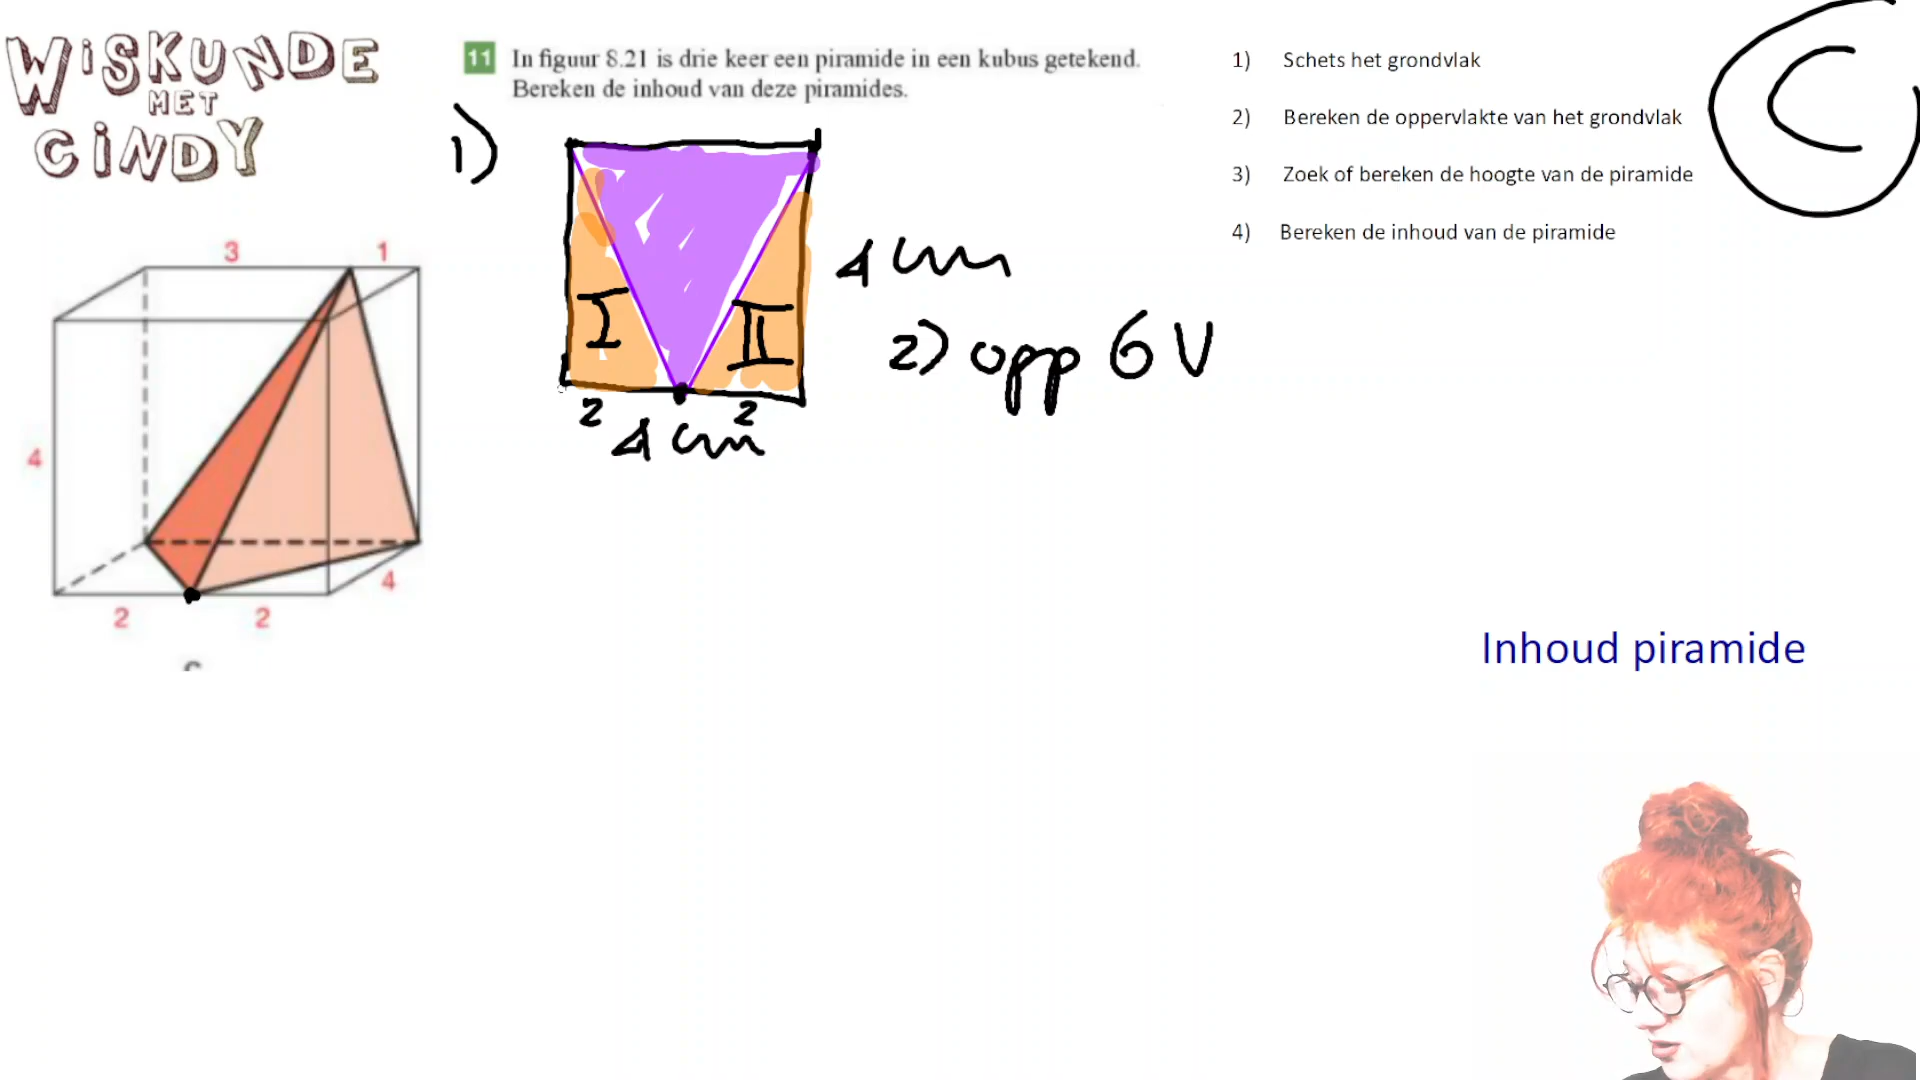 WiSKUNDE
MET
CiNDY
11 In figuur 8.21 is drie keer een piramide in een kubus getekend.
Bereken de inhoud van deze piramides.
1) Schets het grondvlak
2) Bereken de oppervlakte van het grondvlak
3) Zoek of bereken de hoogte van de piramide
4) Bereken de inhoud van de piramide
C
1)
I
II
4 cm
2 2
4 cm
2) opp GV
3 1
4
4
2 2
Inhoud piramide